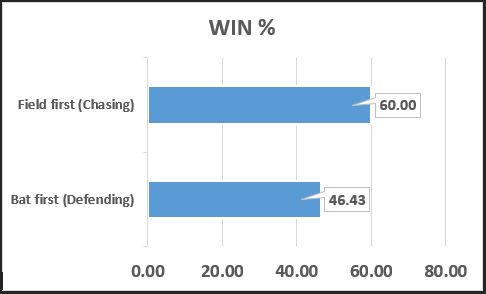 WIN %
Field first (Chasing)
60.00
Bat first (Defending)
46.43
0.00 20.00 40.00 60.00 80.00